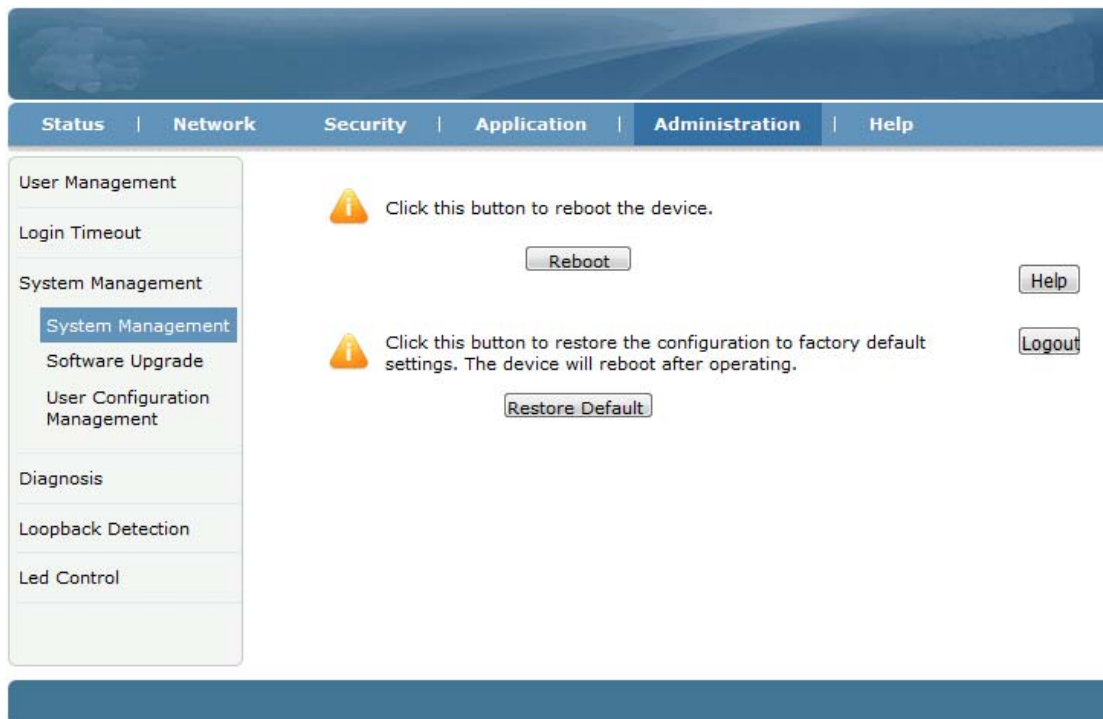 Status | Network Security | Application | Administration | Help
User Management
Login Timeout
System Management
System Management
Software Upgrade
User Configuration
Management
Diagnosis
Loopback Detection
Led Control
Click this button to reboot the device.
Reboot
Click this button to restore the configuration to factory default
settings. The device will reboot after operating.
Restore Default
Help
Logout